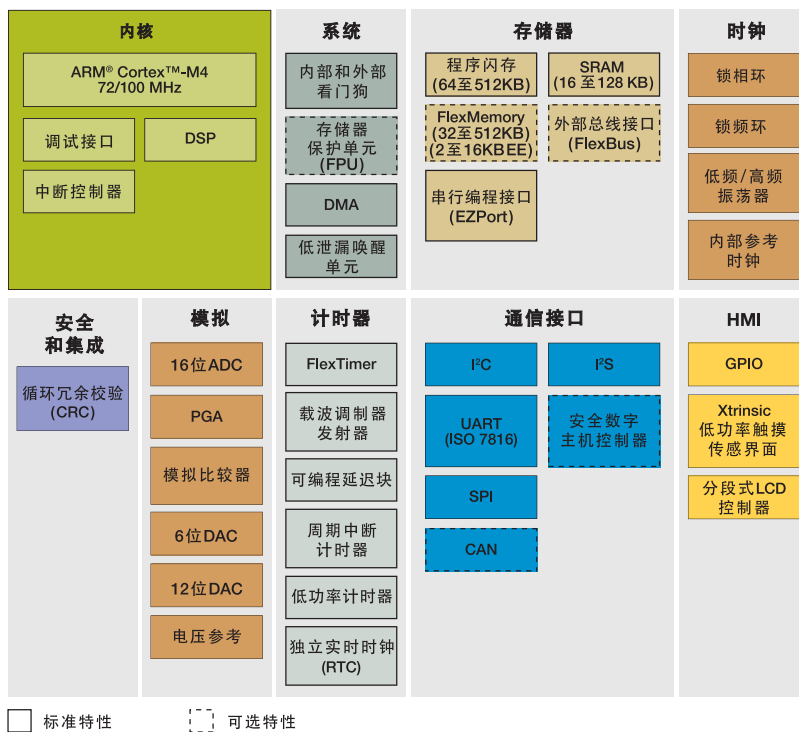 内核
ARM® Cortex™-M4
72/100 MHz
调试接口
DSP
中断控制器
系统
内部和外部
看门狗
存储器
保护单元
(FPU)
DMA
低泄漏唤醒
单元
存储器
程序闪存
(64至512KB)
SRAM
(16 至128 KB)
FlexMemory
(32至512KB)
(2 至16KB EE)
外部总线接口
(FlexBus)
串行编程接口
(EZPort)
时钟
锁相环
锁频环
低频/高频
振荡器
内部参考
时钟
安全
和集成
循环冗余校验
(CRC)
模拟
16位ADC
PGA
模拟比较器
6位DAC
12位DAC
电压参考
计时器
FlexTimer
载波调制器
发射器
可编程延迟块
周期中断
计时器
低功率计时器
独立实时时钟
(RTC)
通信接口
I²C
I²S
UART
(ISO 7816)
安全数字
主机控制器
SPI
CAN
HMI
GPIO
Xtrinsic
低功率触摸
传感界面
分段式LCD
控制器
标准特性
可选特性